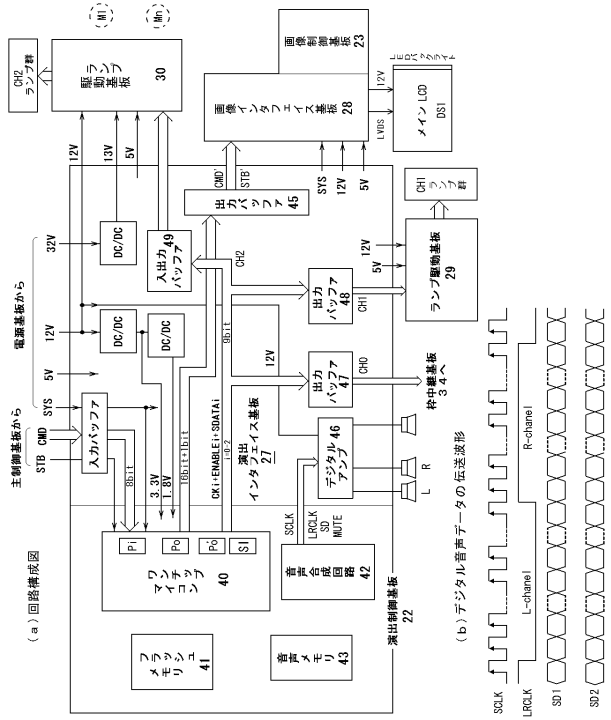 (a) 回路構成図
主制御基板から
STB
CMD
SYS
5V
12V
32V
電源基板から
入力バッファ
8bit
3.3V
1.8V
DC/DC
DC/DC
DC/DC
12V
13V
5V
ランプ
駆動
基板
30
M1
Mn
CH2
ランプ群
入出力
バッファ
49
CH2
出力バッファ
45
CMD'
STB'
画像制御基板
23
画像インタフェイス基板
28
SYS
12V
5V
12V
LVDS
LEDバックライト
メインLCD
DS1
Pi
Po
Po'
SI
ワンチップ
マイコン
40
16bit+1bit
CKi+ENABLEi+SDATAi
i=0-2
9bit
演出
インタフェイス基板
27
12V
出力
バッファ
48
CH1
出力
バッファ
47
CH0
枠中継基板
34へ
5V
12V
ランプ駆動基板
29
CH1
ランプ群
デジタル
アンプ
46
L
R
SCLK
LRCLK
SD
MUTE
音声合成
回路
42
フラッシュ
メモリ
41
音声メモリ
43
演出制御基板
22
(b) デジタル音声データの伝送波形
SCLK
LRCLK
L-chanel
R-chanel
SD1
SD2